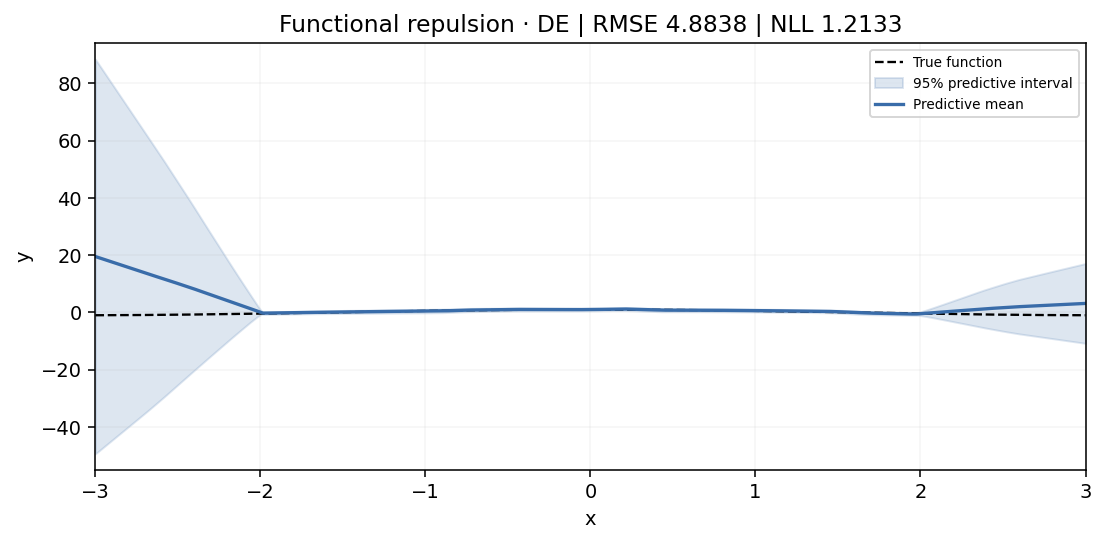 Functional repulsion · DE | RMSE 4.8838 | NLL 1.2133
True function
95% predictive interval
Predictive mean
80
60
40
20
0
−20
−40
y
−3 −2 −1 0 1 2 3
x